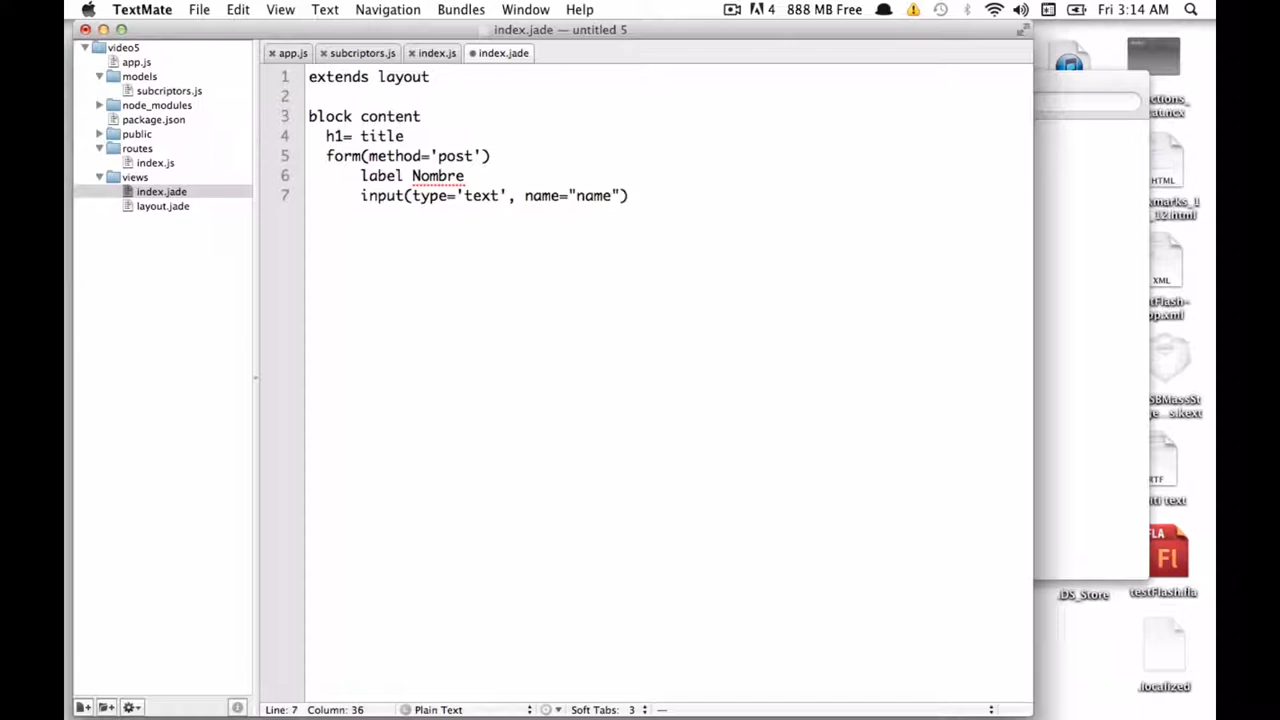 TextMate File Edit View Text Navigation Bundles Window Help 4 888 MB Free Fri 3:14 AM
index.jade — untitled 5
video5
app.js
models
subcriptors.js
node_modules
package.json
public
routes
index.js
views
index.jade
layout.jade
app.js subcriptors.js index.js index.jade
1 extends layout
2
3 block content
4 h1= title
5 form(method='post')
6 label Nombre
7 input(type='text', name="name")
Line: 7 Column: 36 Plain Text Soft Tabs: 3 —
HTML
XML
RTF
FLA
Fl
.DS_Store
testFlash.fla
.localized